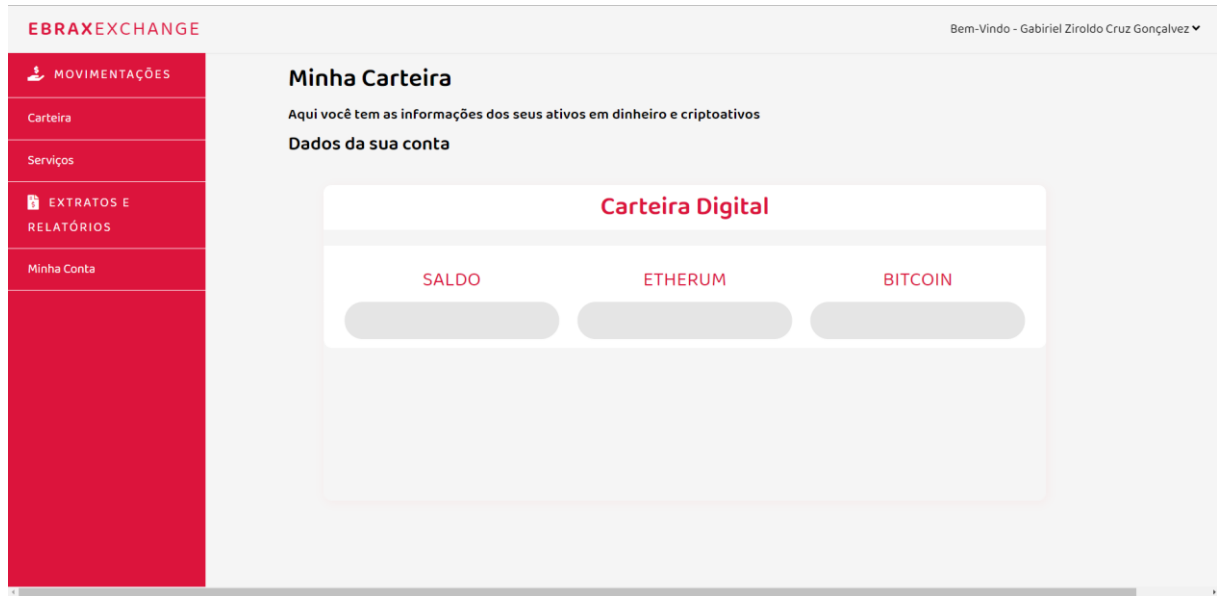 EBRAXEXCHANGE
Bem-Vindo - Gabriel Ziroldo Cruz Gonçalvez
MOVIMENTAÇÕES
Carteira
Serviços
EXTRATOS E
RELATÓRIOS
Minha Conta
Minha Carteira
Aqui você tem as informações dos seus ativos em dinheiro e criptoativos
Dados da sua conta
Carteira Digital
SALDO
ETHERUM
BITCOIN